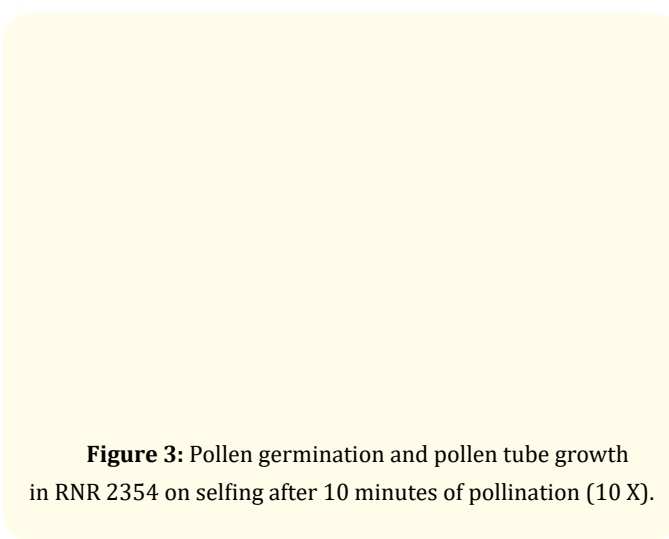 Figure 3: Pollen germination and pollen tube growth
in RNR 2354 on selfing after 10 minutes of pollination (10 X).